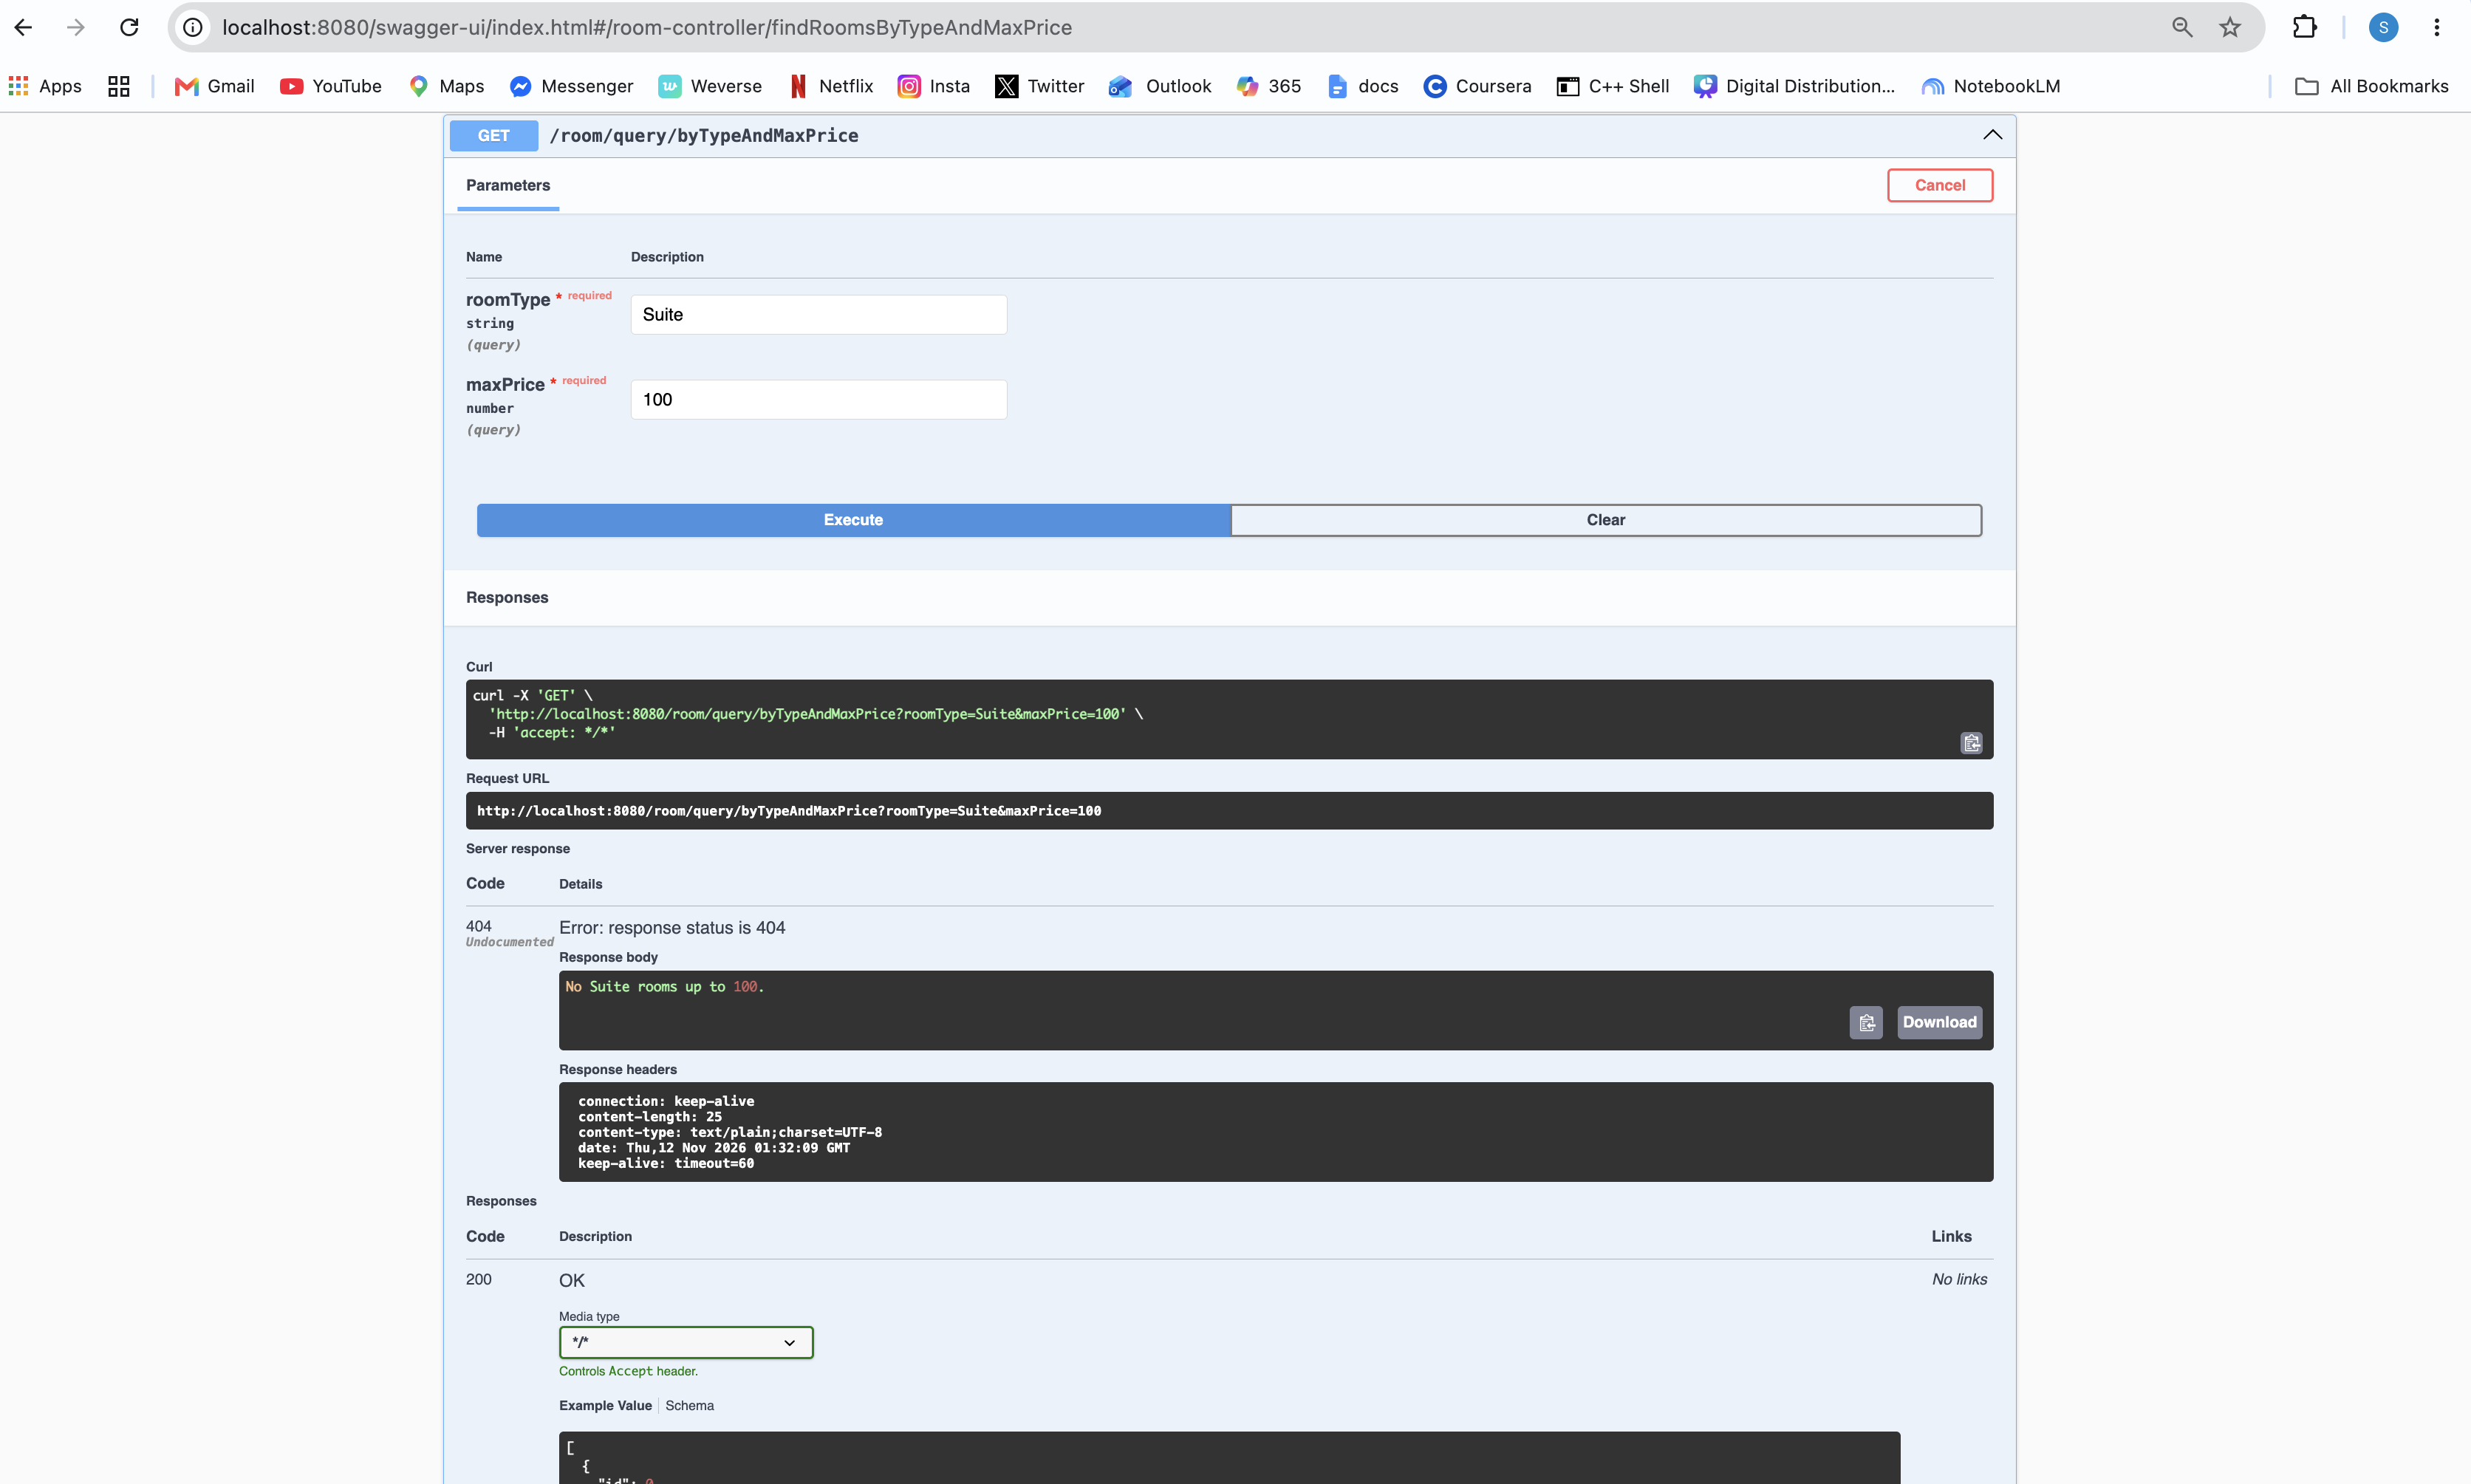 localhost:8080/swagger-ui/index.html#/room-controller/findRoomsByTypeAndMaxPrice
S
Apps Gmail YouTube Maps Messenger Weverse Netflix Insta Twitter Outlook 365 docs Coursera C++ Shell Digital Distribution... NotebookLM All Bookmarks
GET /room/query/byTypeAndMaxPrice
Parameters Cancel
Name Description
roomType * required
string
(query)
Suite
maxPrice * required
number
(query)
100
Execute Clear
Responses
Curl
curl -X 'GET' \
'http://localhost:8080/room/query/byTypeAndMaxPrice?roomType=Suite&maxPrice=100' \
-H 'accept: */*'
Request URL
http://localhost:8080/room/query/byTypeAndMaxPrice?roomType=Suite&maxPrice=100
Server response
Code Details
404 Error: response status is 404
Undocumented
Response body
No Suite rooms up to 100.
Download
Response headers
connection: keep-alive
content-length: 25
content-type: text/plain;charset=UTF-8
date: Thu,12 Nov 2026 01:32:09 GMT
keep-alive: timeout=60
Responses
Code Description Links
200 OK No links
Media type
*/*
Controls Accept header.
Example Value Schema
[
{
"id": 0